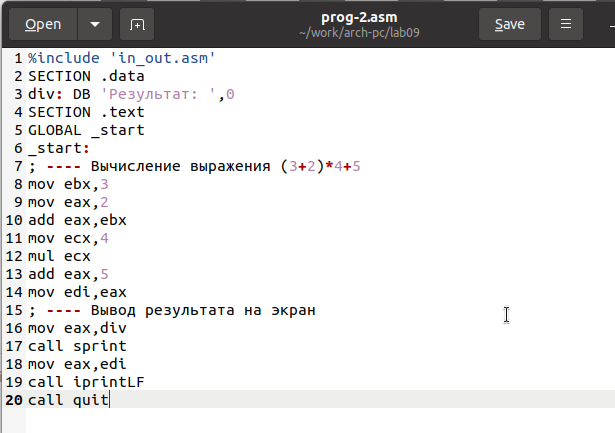 Open
prog-2.asm
~/work/arch-pc/lab09
Save
1 %include 'in_out.asm'
2 SECTION .data
3 div: DB 'Результат: ',0
4 SECTION .text
5 GLOBAL _start
6 _start:
7 ; ---- Вычисление выражения (3+2)*4+5
8 mov ebx,3
9 mov eax,2
10 add eax,ebx
11 mov ecx,4
12 mul ecx
13 add eax,5
14 mov edi,eax
15 ; ---- Вывод результата на экран
16 mov eax,div
17 call sprint
18 mov eax,edi
19 call iprintLF
20 call quit